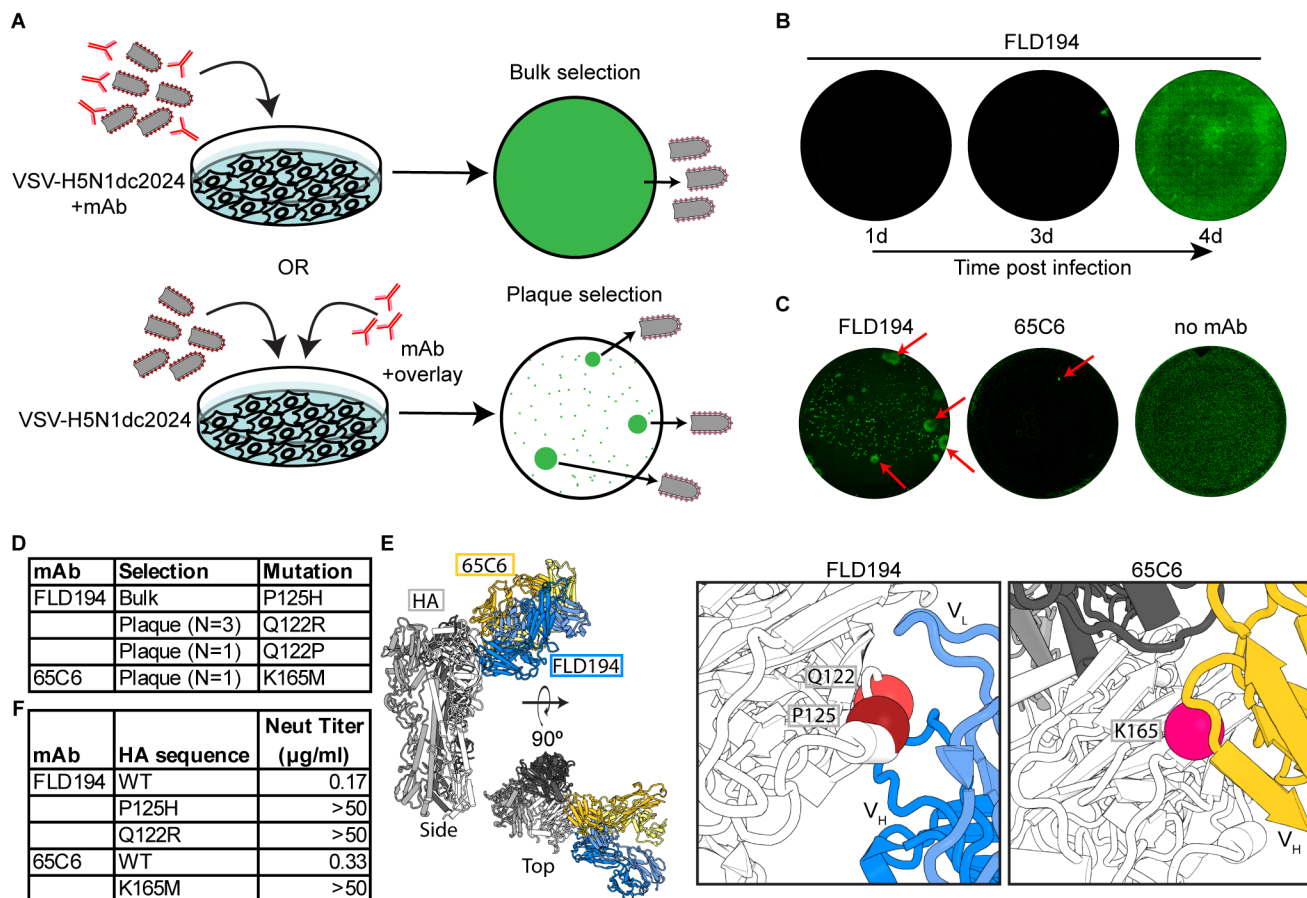 A
VSV-H5N1dc2024
+mAb
Bulk selection
OR
VSV-H5N1dc2024
mAb
+overlay
Plaque selection
B
FLD194
1d 3d 4d
Time post infection
C
FLD194 65C6 no mAb
D
mAb Selection Mutation
FLD194 Bulk P125H
Plaque (N=3) Q122R
Plaque (N=1) Q122P
65C6 Plaque (N=1) K165M
F
mAb HA sequence Neut Titer (µg/ml)
FLD194 WT 0.17
P125H >50
Q122R >50
65C6 WT 0.33
K165M >50
E
65C6
HA
FLD194
90º
Side
Top
FLD194
VL
Q122
P125
VH
65C6
K165
VH